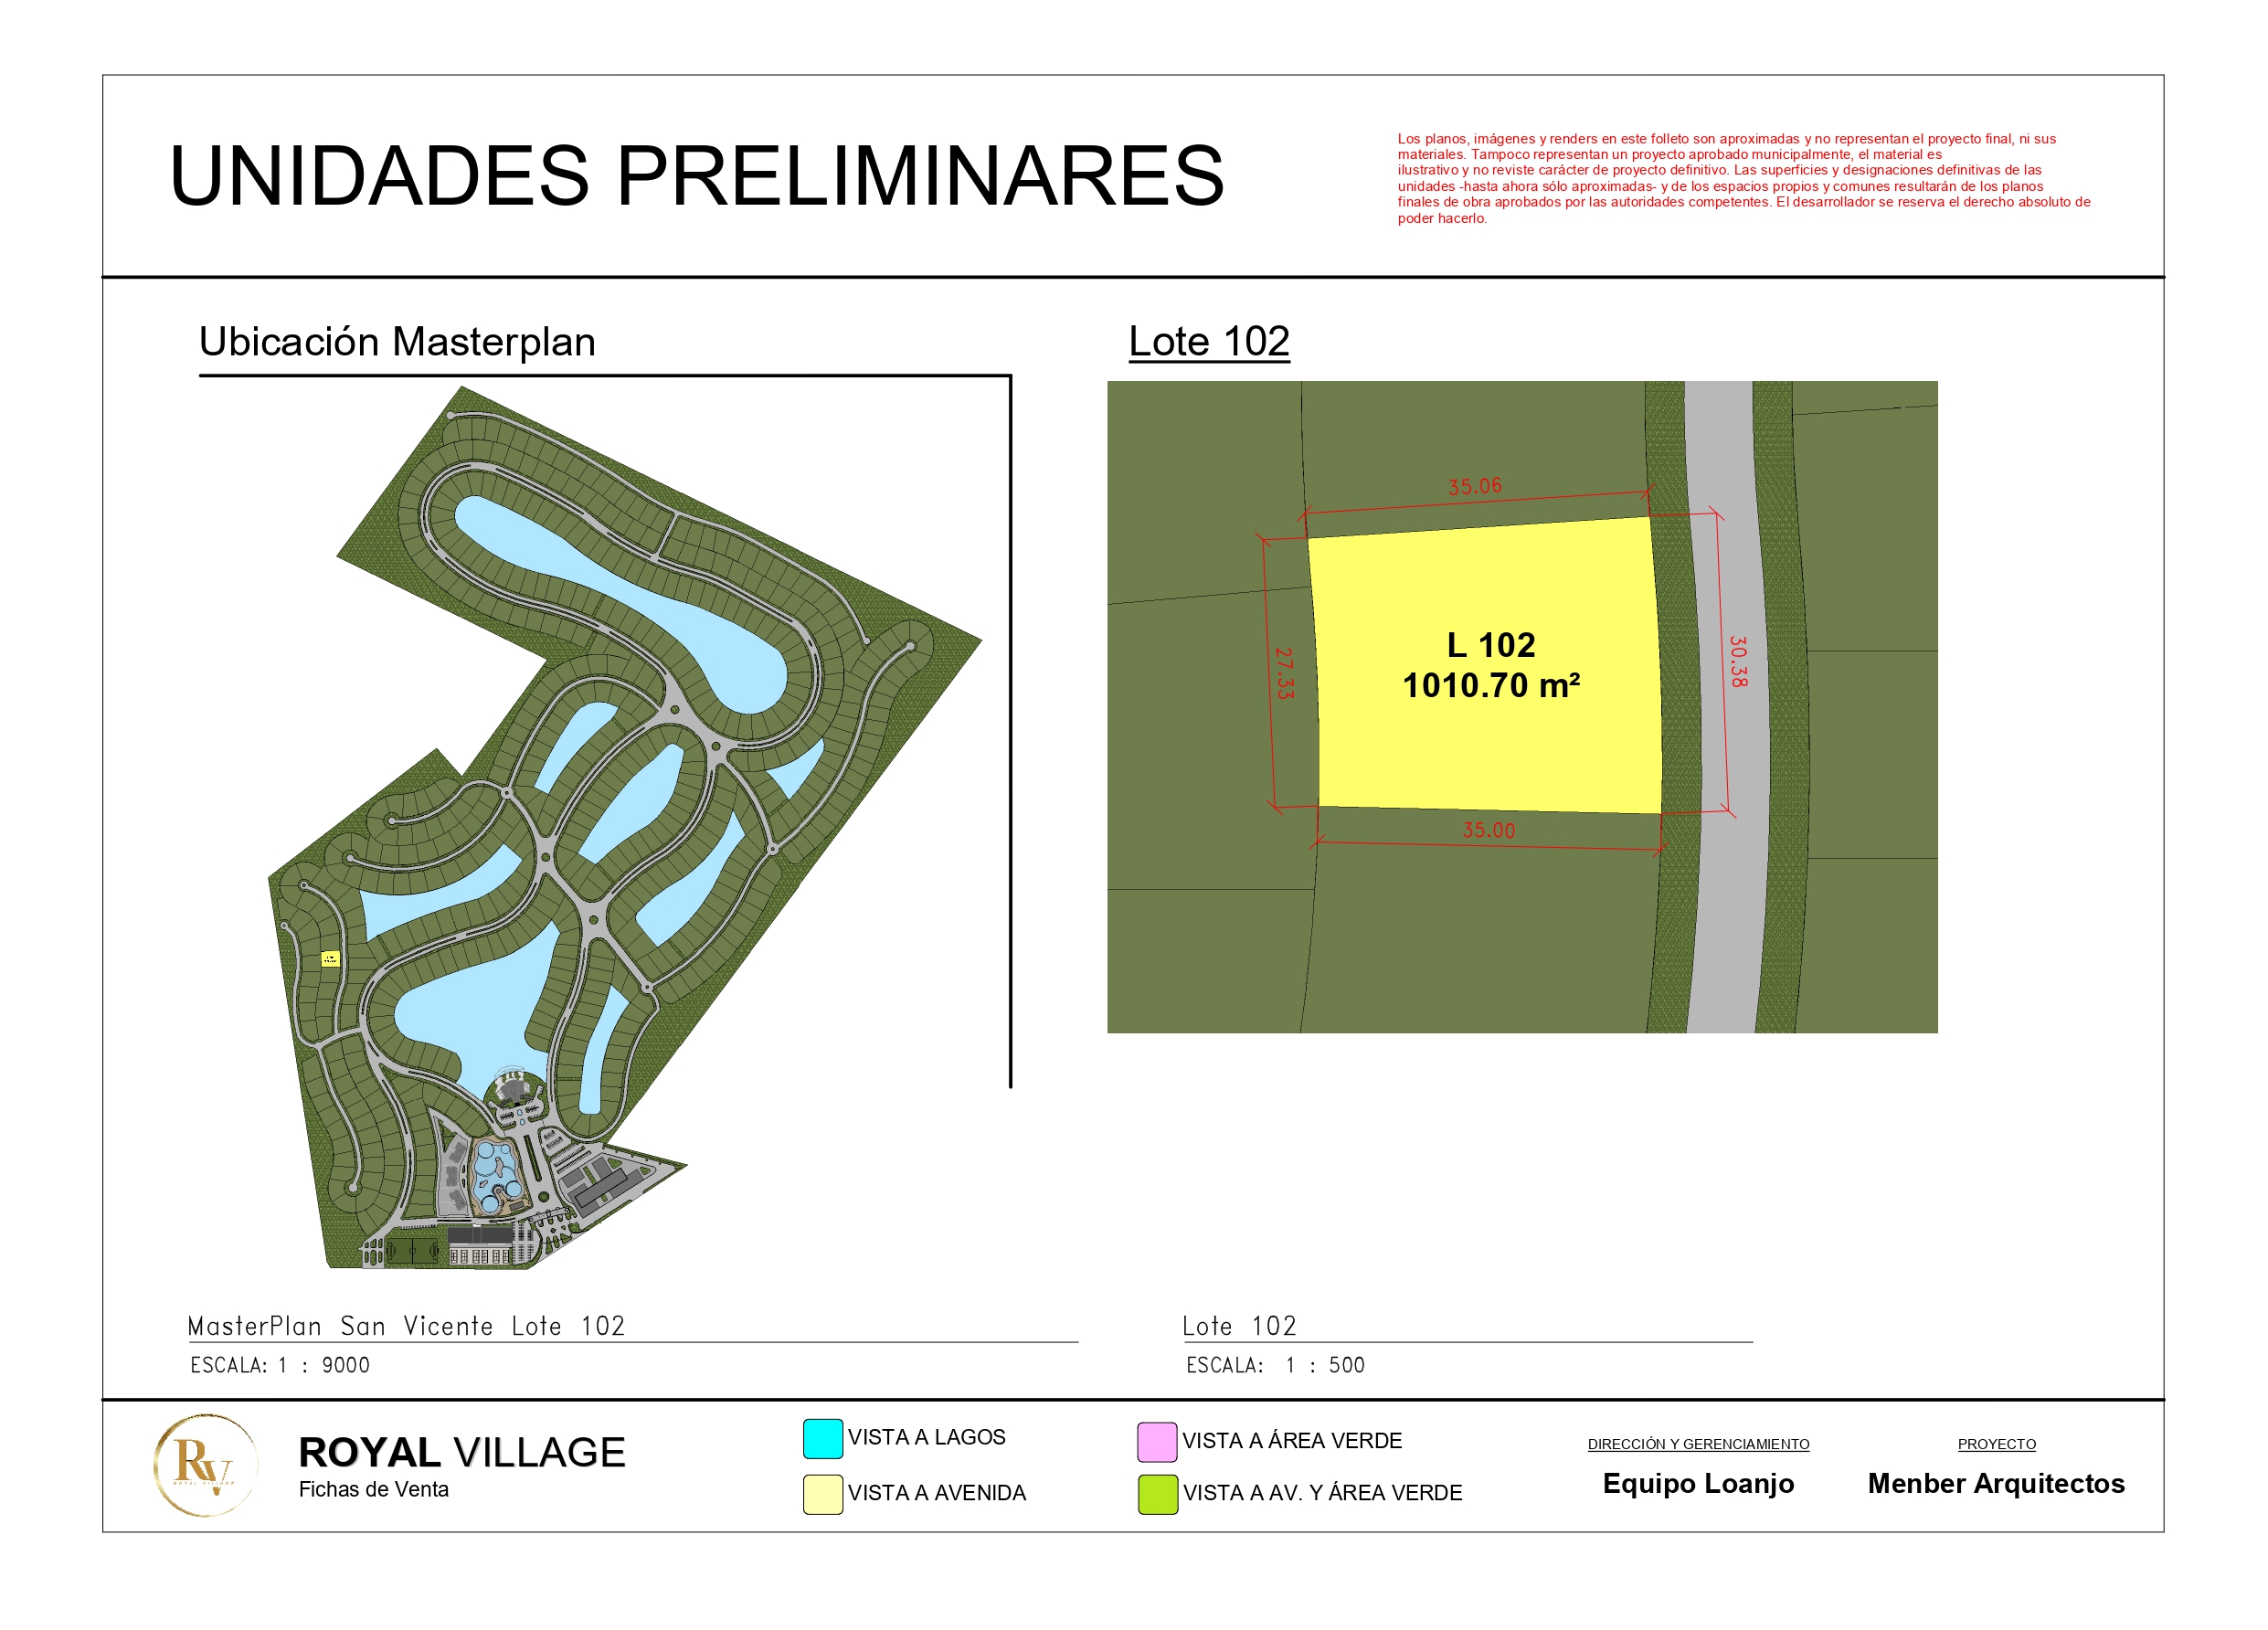 UNIDADES PRELIMINARES
Los planos, imágenes y renders en este folleto son aproximadas y no representan el proyecto final, ni sus
materiales. Tampoco representan un proyecto aprobado municipalmente, el material es
ilustrativo y no reviste carácter de proyecto definitivo. Las superficies y designaciones definitivas de las
unidades -hasta ahora sólo aproximadas- y de los espacios propios y comunes resultarán de los planos
finales de obra aprobados por las autoridades competentes. El desarrollador se reserva el derecho absoluto de
poder hacerlo.
Ubicación Masterplan
Lote 102
35.06
27.33
L 102
1010.70 m²
30.38
35.00
MasterPlan San Vicente Lote 102
ESCALA: 1 : 9000
Lote 102
ESCALA: 1 : 500
RV
ROYAL VILLAGE
ROYAL VILLAGE
Fichas de Venta
VISTA A LAGOS
VISTA A AVENIDA
VISTA A ÁREA VERDE
VISTA A AV. Y ÁREA VERDE
DIRECCIÓN Y GERENCIAMIENTO
Equipo Loanjo
PROYECTO
Menber Arquitectos